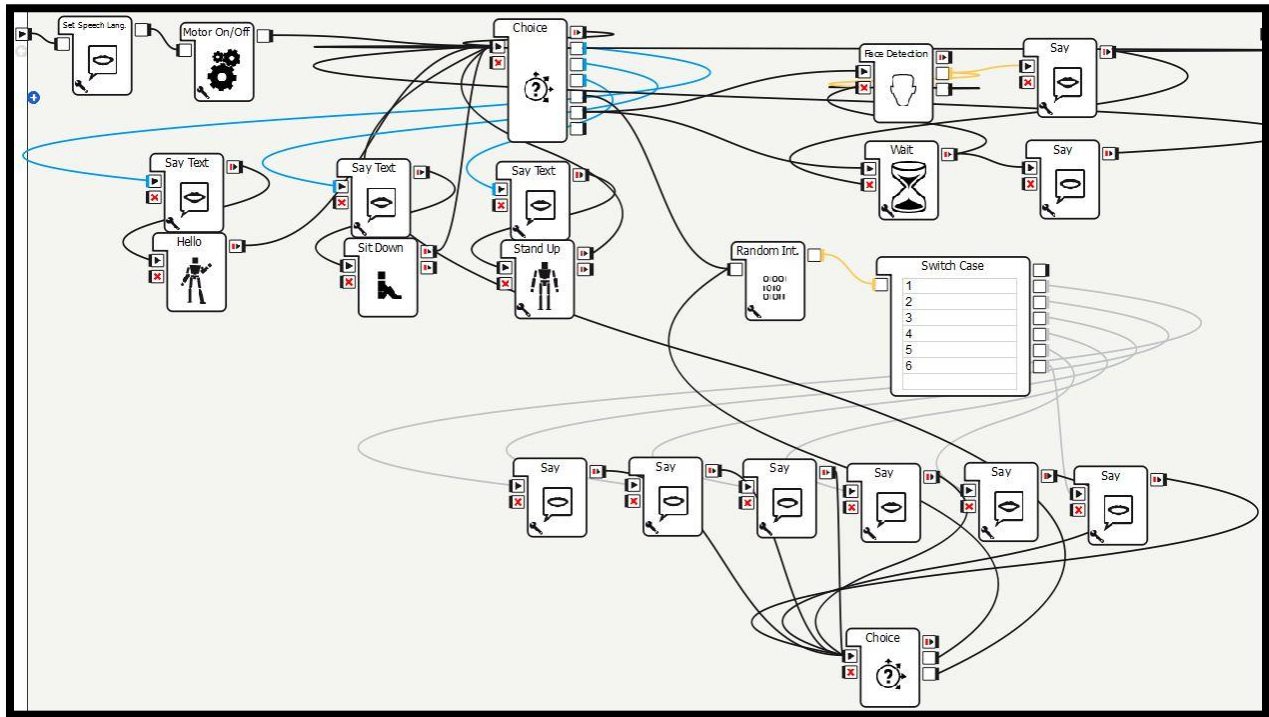 Set Speech Lang.
Motor On/Off
Choice
Face Detection
Say
Say Text
Say Text
Say Text
Wait
Say
Hello
Sit Down
Stand Up
Random Int.
Switch Case
1
2
3
4
5
6
Say
Say
Say
Say
Say
Say
Choice